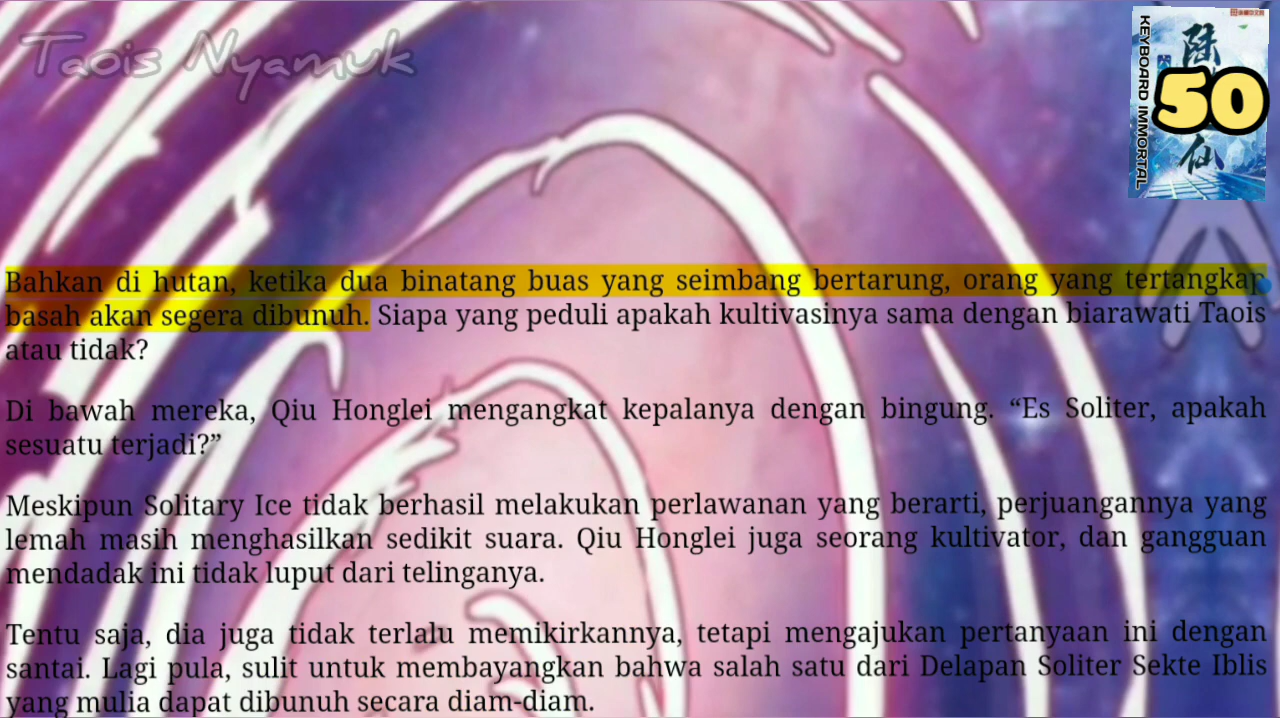 Taois Nyamuk
KEYBOARD IMMORTAL
50
仙
Bahkan di hutan, ketika dua binatang buas yang seimbang bertarung, orang yang tertangkap
basah akan segera dibunuh. Siapa yang peduli apakah kultivasinya sama dengan biarawati Taois
atau tidak?
Di bawah mereka, Qiu Honglei mengangkat kepalanya dengan bingung. “Es Soliter, apakah
sesuatu terjadi?”
Meskipun Solitary Ice tidak berhasil melakukan perlawanan yang berarti, perjuangannya yang
lemah masih menghasilkan sedikit suara. Qiu Honglei juga seorang kultivator, dan gangguan
mendadak ini tidak luput dari telinganya.
Tentu saja, dia juga tidak terlalu memikirkannya, tetapi mengajukan pertanyaan ini dengan
santai. Lagi pula, sulit untuk membayangkan bahwa salah satu dari Delapan Soliter Sekte Iblis
yang mulia dapat dibunuh secara diam-diam.